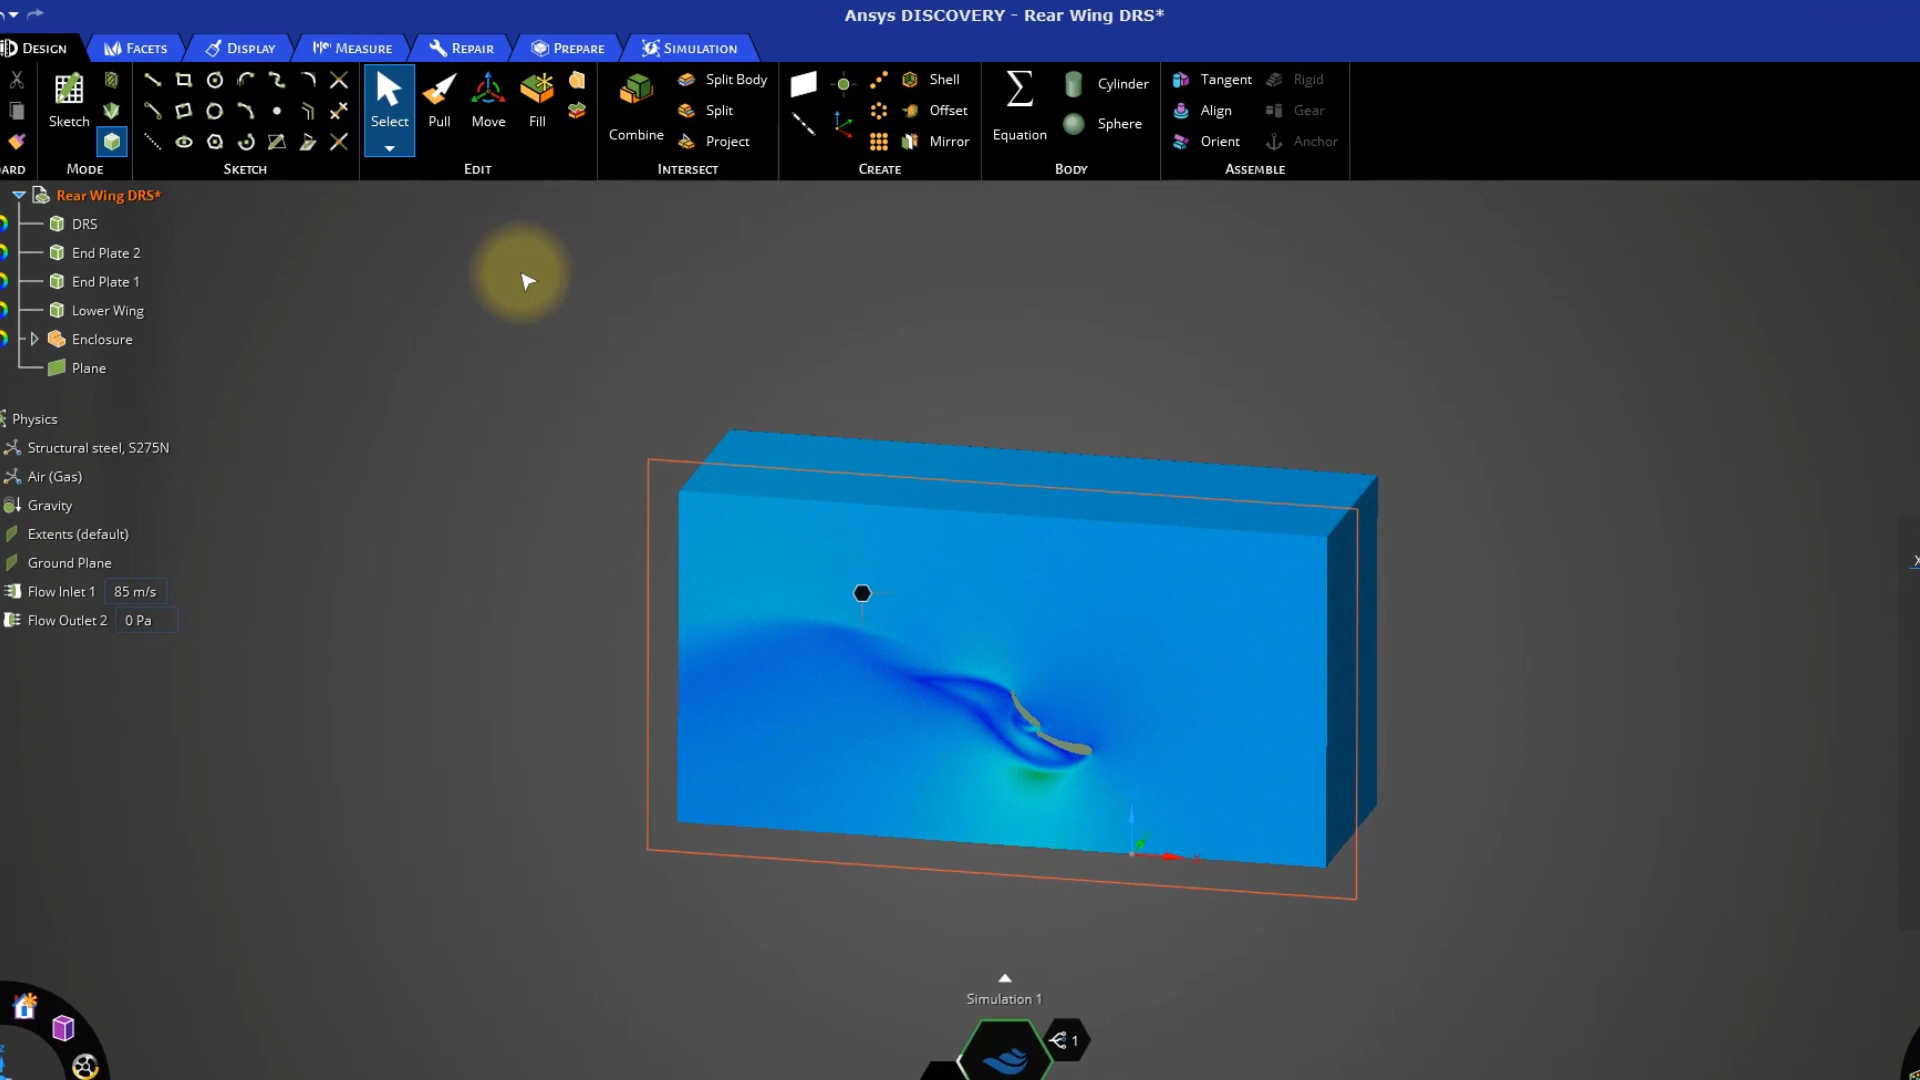 Ansys DISCOVERY - Rear Wing DRS*
DESIGN FACETS DISPLAY MEASURE REPAIR PREPARE SIMULATION
Sketch
Select Pull Move Fill
Combine
Split Body
Split
Project
Shell
Offset
Mirror
Equation
Cylinder
Sphere
Tangent Rigid
Align Gear
Orient Anchor
ARD MODE SKETCH EDIT INTERSECT CREATE BODY ASSEMBLE
Rear Wing DRS*
DRS
End Plate 2
End Plate 1
Lower Wing
Enclosure
Plane
Physics
Structural steel, S275N
Air (Gas)
Gravity
Extents (default)
Ground Plane
Flow Inlet 1 85 m/s
Flow Outlet 2 0 Pa
X
Simulation 1
1
Z